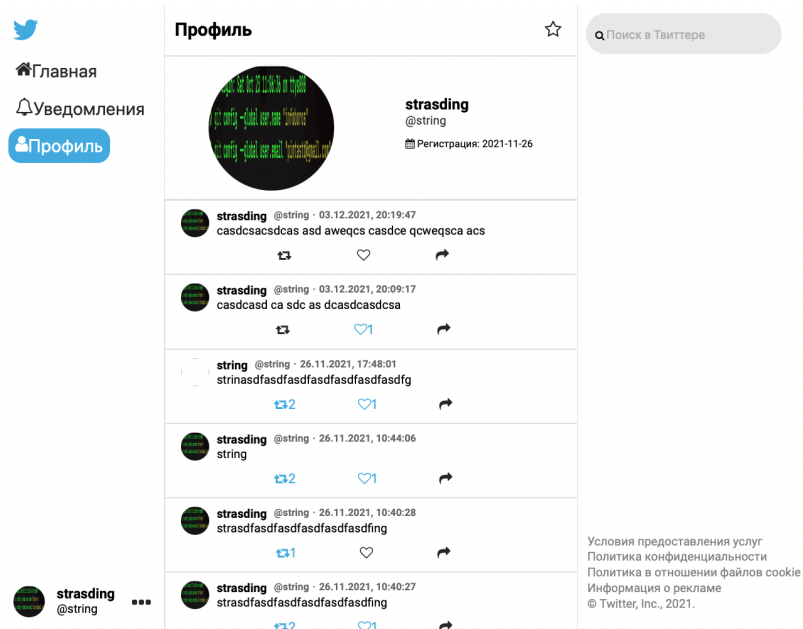 Главная
Уведомления
Профиль
strasding
@string
Профиль
strasding
@string
Регистрация: 2021-11-26
strasding @string · 03.12.2021, 20:19:47
casdcsacsdcas asd aweqcs casdce qcweqsca acs
strasding @string · 03.12.2021, 20:09:17
casdcasd ca sdc as dcasdcasdcsa
1
string @string · 26.11.2021, 17:48:01
strinasdfasdfasdfasdfasdfasdfasdfg
2 1
strasding @string · 26.11.2021, 10:44:06
string
2 1
strasding @string · 26.11.2021, 10:40:28
strasdfasdfasdfasdfasdfasdfing
1
strasding @string · 26.11.2021, 10:40:27
strasdfasdfasdfasdfasdfasdfing
2 1
Поиск в Твиттере
Условия предоставления услуг
Политика конфиденциальности
Политика в отношении файлов cookie
Информация о рекламе
© Twitter, Inc., 2021.